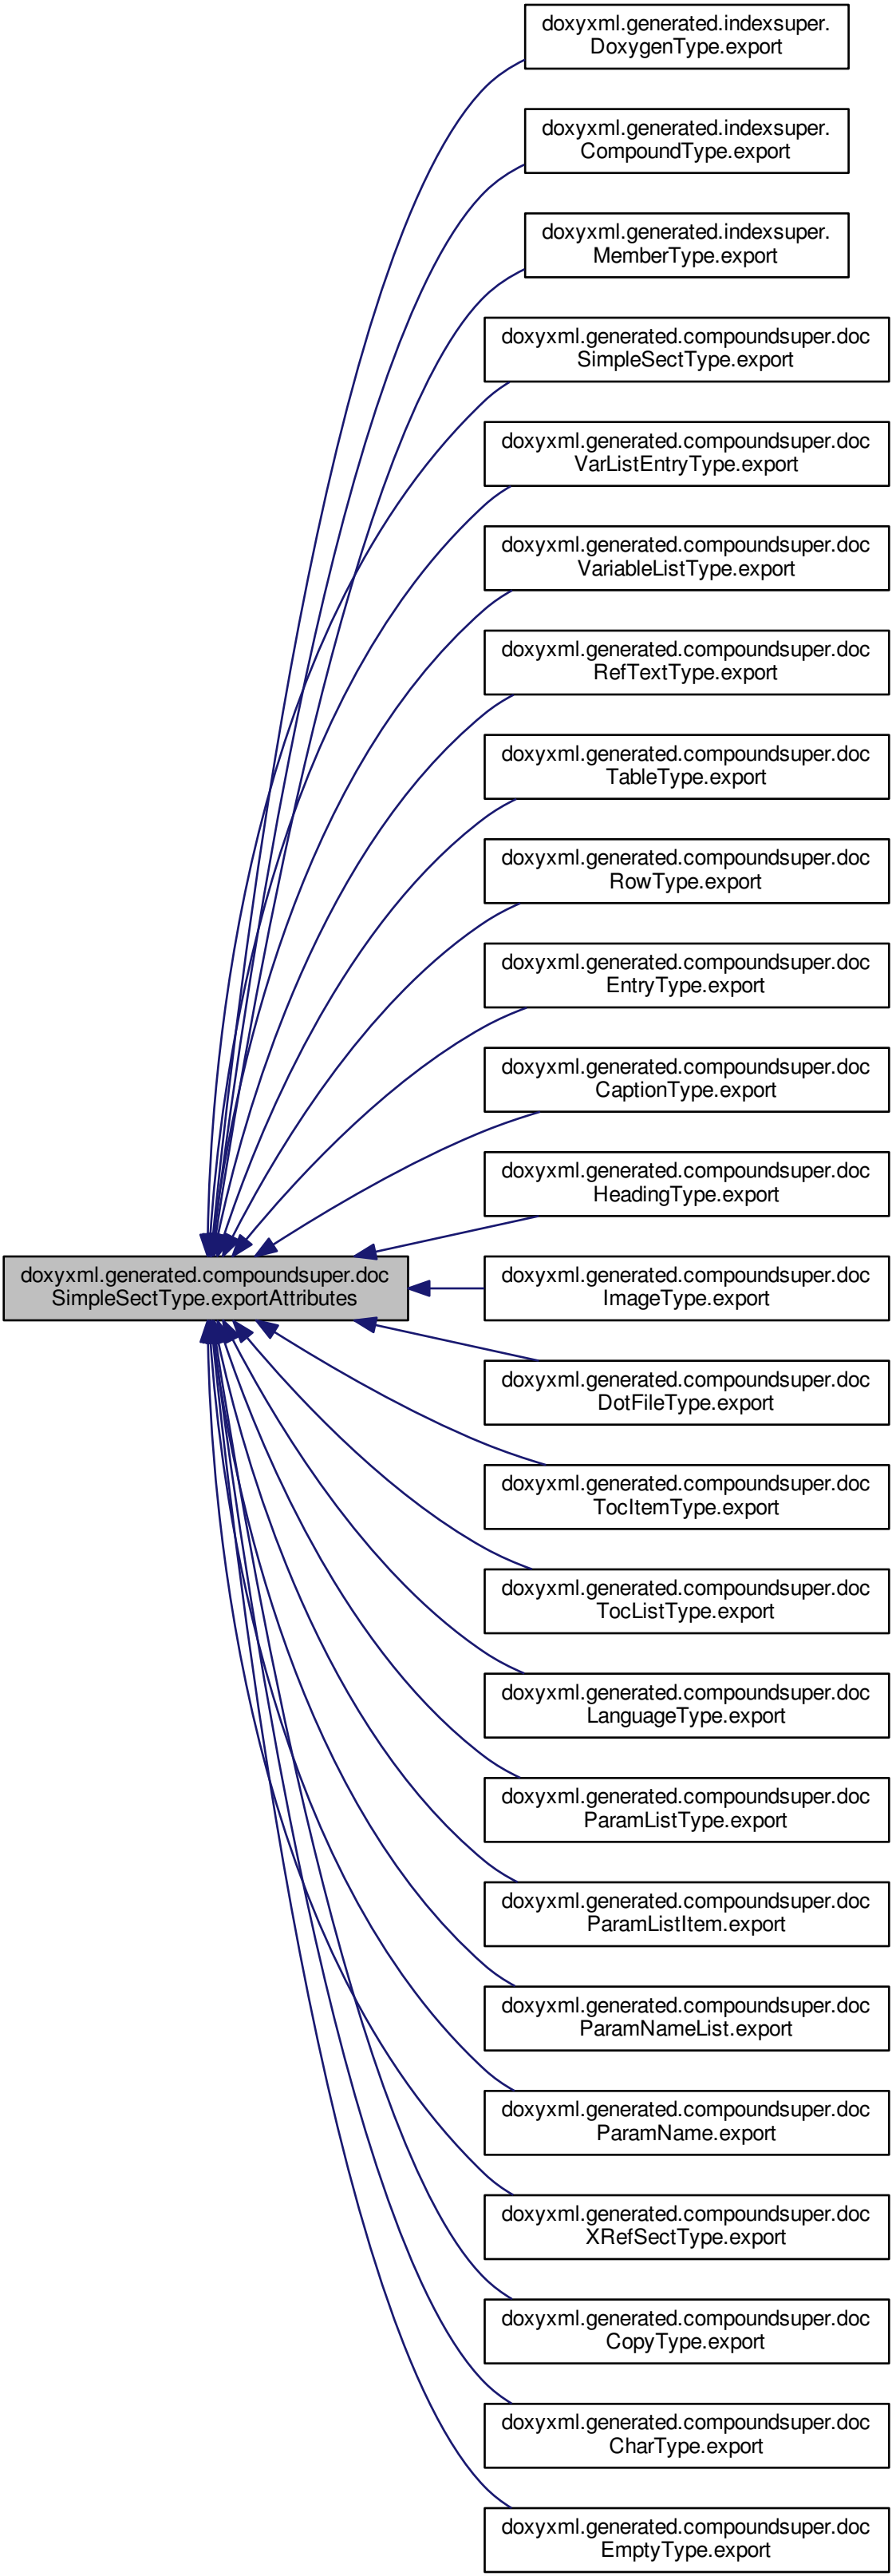 doxyxml.generated.indexsuper.
DoxygenType.export
doxyxml.generated.indexsuper.
CompoundType.export
doxyxml.generated.indexsuper.
MemberType.export
doxyxml.generated.compoundsuper.doc
SimpleSectType.export
doxyxml.generated.compoundsuper.doc
VarListEntryType.export
doxyxml.generated.compoundsuper.doc
VariableListType.export
doxyxml.generated.compoundsuper.doc
RefTextType.export
doxyxml.generated.compoundsuper.doc
TableType.export
doxyxml.generated.compoundsuper.doc
RowType.export
doxyxml.generated.compoundsuper.doc
EntryType.export
doxyxml.generated.compoundsuper.doc
CaptionType.export
doxyxml.generated.compoundsuper.doc
HeadingType.export
doxyxml.generated.compoundsuper.doc
SimpleSectType.exportAttributes
doxyxml.generated.compoundsuper.doc
ImageType.export
doxyxml.generated.compoundsuper.doc
DotFileType.export
doxyxml.generated.compoundsuper.doc
TocItemType.export
doxyxml.generated.compoundsuper.doc
TocListType.export
doxyxml.generated.compoundsuper.doc
LanguageType.export
doxyxml.generated.compoundsuper.doc
ParamListType.export
doxyxml.generated.compoundsuper.doc
ParamListItem.export
doxyxml.generated.compoundsuper.doc
ParamNameList.export
doxyxml.generated.compoundsuper.doc
ParamName.export
doxyxml.generated.compoundsuper.doc
XRefSectType.export
doxyxml.generated.compoundsuper.doc
CopyType.export
doxyxml.generated.compoundsuper.doc
CharType.export
doxyxml.generated.compoundsuper.doc
EmptyType.export